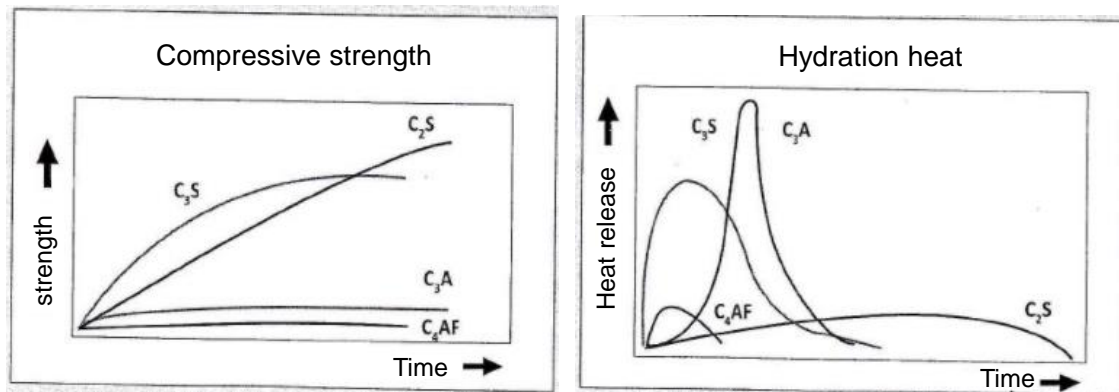 Compressive strength
C₂S
C₃S
C₃A
C₄AF
strength
Time
Hydration heat
C₃S
C₃A
C₄AF
C₂S
Heat release
Time